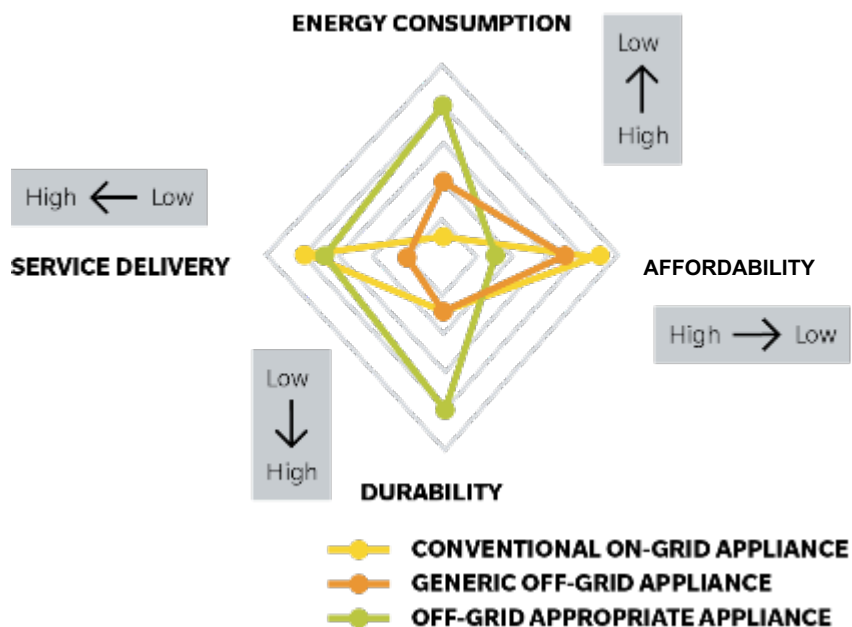 ENERGY CONSUMPTION
Low
High
High Low
SERVICE DELIVERY
AFFORDABILITY
High Low
Low
High
DURABILITY
CONVENTIONAL ON-GRID APPLIANCE
GENERIC OFF-GRID APPLIANCE
OFF-GRID APPROPRIATE APPLIANCE